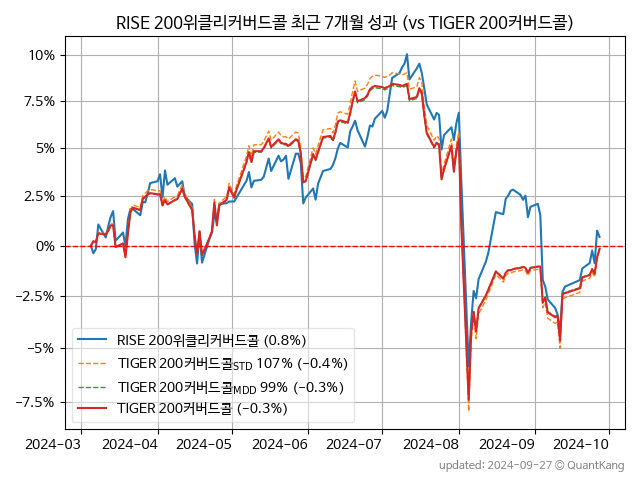 RISE 200위클리커버드콜 최근 7개월 성과 (vs TIGER 200커버드콜)
10%
7.5%
5%
2.5%
0%
−2.5%
−5%
−7.5%
RISE 200위클리커버드콜 (0.8%)
TIGER 200커버드콜STD 107% (−0.4%)
TIGER 200커버드콜MDD 99% (−0.3%)
TIGER 200커버드콜 (−0.3%)
2024-03 2024-04 2024-05 2024-06 2024-07 2024-08 2024-09 2024-10
updated: 2024-09-27 © QuantKang